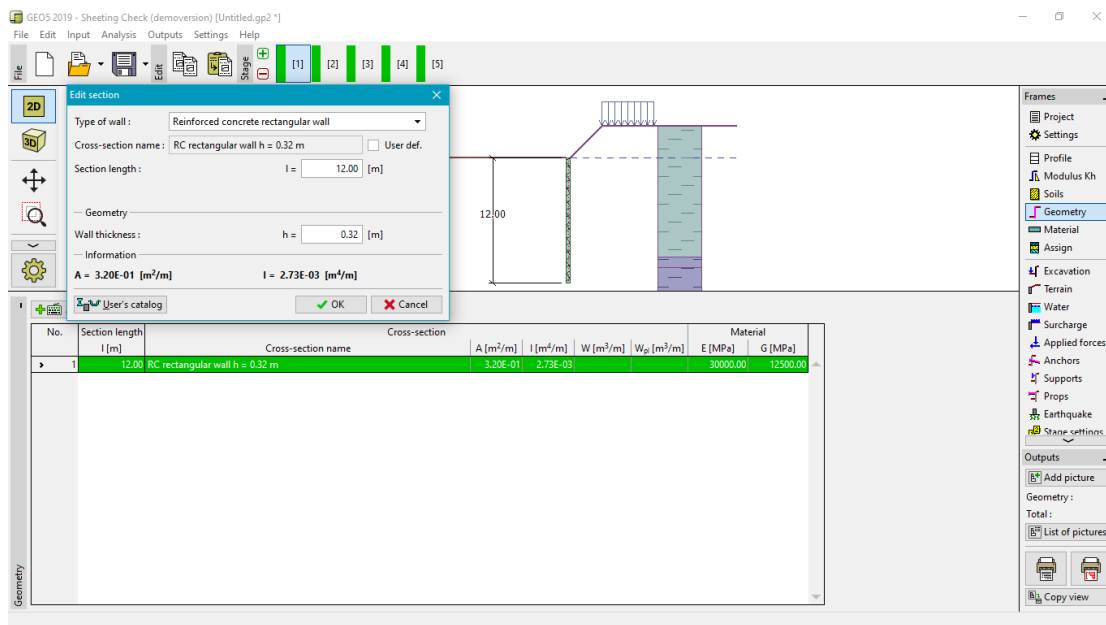 GEO5 2019 - Sheeting Check (demoversion) [Untitled.gp2 *]
File Edit Input Analysis Outputs Settings Help
File
Edit
Stage
[1] [2] [3] [4] [5]
2D
3D
Edit section
Type of wall : Reinforced concrete rectangular wall
Cross-section name : RC rectangular wall h = 0.32 m User def.
Section length : l = 12.00 [m]
Geometry
Wall thickness : h = 0.32 [m]
Information
A = 3.20E-01 [m²/m] I = 2.73E-03 [m⁴/m]
User's catalog OK Cancel
12.00
No. Section length Cross-section Material
l [m] Cross-section name A [m²/m] I [m⁴/m] W [m³/m] Wpl [m³/m] E [MPa] G [MPa]
1 12.00 RC rectangular wall h = 0.32 m 3.20E-01 2.73E-03 30000.00 12500.00
Geometry
Frames
Project
Settings
Profile
Modulus Kh
Soils
Geometry
Material
Assign
Excavation
Terrain
Water
Surcharge
Applied forces
Anchors
Supports
Props
Earthquake
Stage settings
Outputs
Add picture
Geometry :
Total :
List of pictures
Copy view